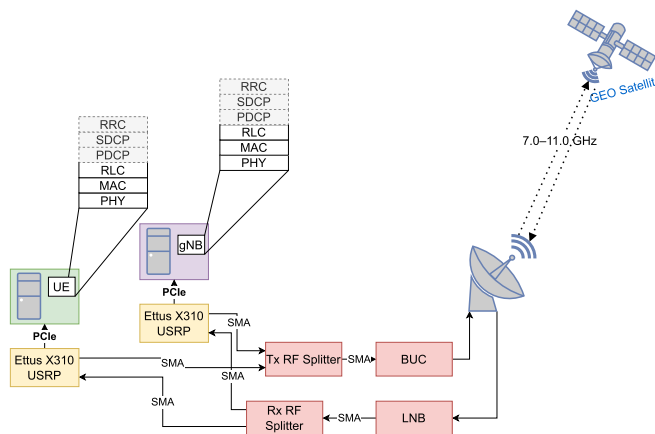 GEO Satellit
7.0–11.0 GHz
RRC
SDCP
PDCP
RLC
MAC
PHY
RRC
SDCP
PDCP
RLC
MAC
PHY
gNB
UE
PCIe
PCIe
Ettus X310
USRP
SMA
Ettus X310
USRP
SMA
Tx RF Splitter
SMA
BUC
SMA
SMA
Rx RF
Splitter
SMA
LNB